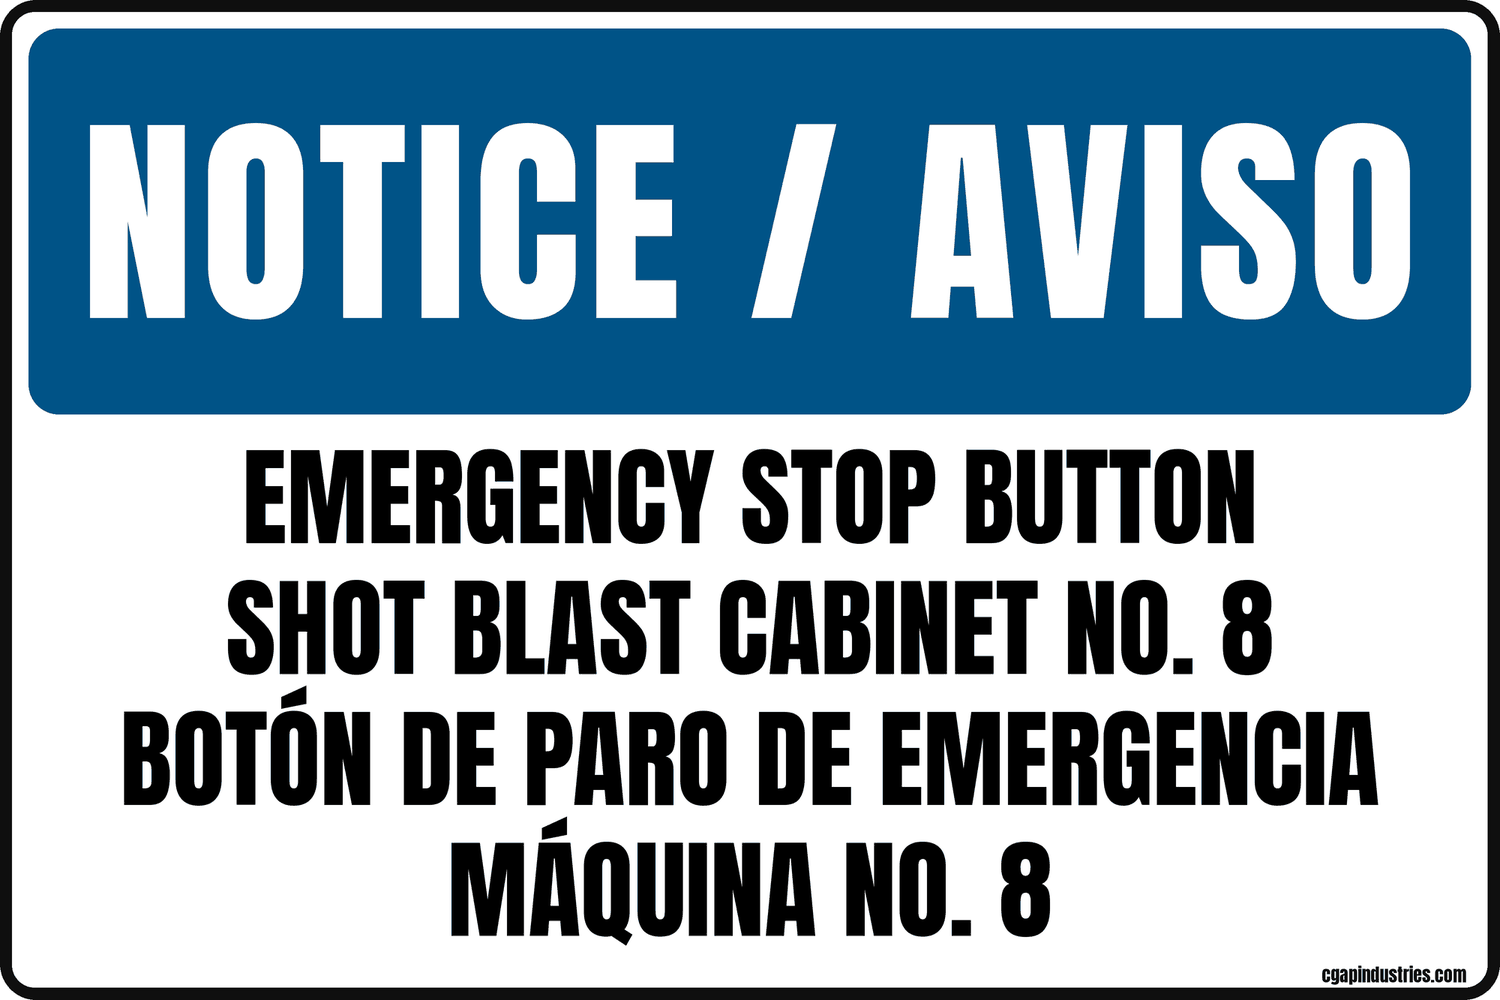 NOTICE / AVISO
EMERGENCY STOP BUTTON
SHOT BLAST CABINET NO. 8
BOTÓN DE PARO DE EMERGENCIA
MÁQUINA NO. 8
cgapindustries.com